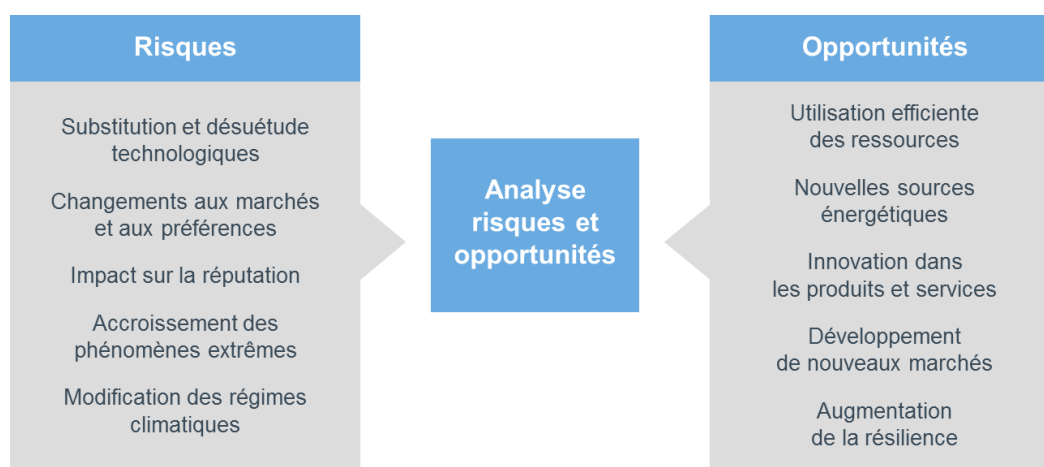 Risques
Substitution et désuétude
technologiques
Changements aux marchés
et aux préférences
Impact sur la réputation
Accroissement des
phénomènes extrêmes
Modification des régimes
climatiques
Analyse
risques et
opportunités
Opportunités
Utilisation efficiente
des ressources
Nouvelles sources
énergétiques
Innovation dans
les produits et services
Développement
de nouveaux marchés
Augmentation
de la résilience